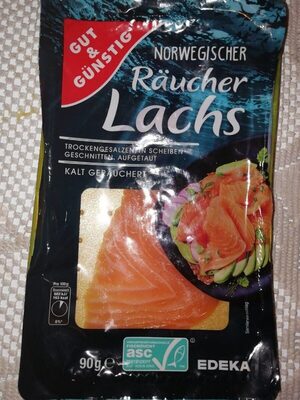 GUT &
GÜNSTIG
NORWEGISCHER
Räucher
Lachs
TROCKENGESALZEN, IN SCHEIBEN
GESCHNITTEN, AUFGETAUT
KALT GERÄUCHERT
90g e
asc
EDEKA